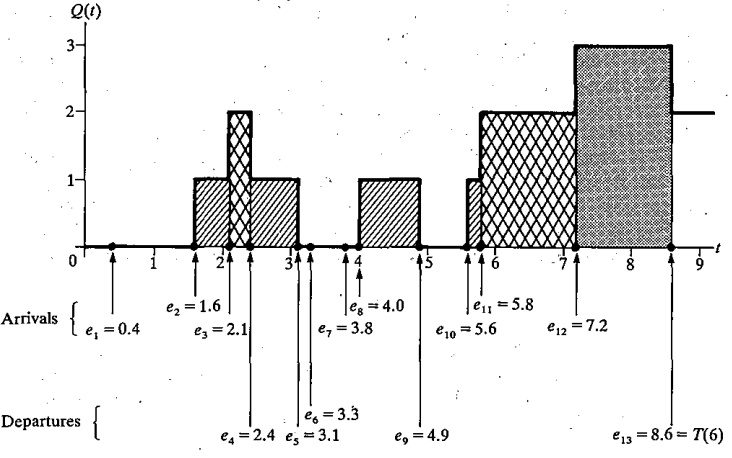 Q(t)
3
2
1
0 1 2 3 4 5 6 7 8 9 t
e₂ = 1.6 e₈ = 4.0 e₁₁ = 5.8
Arrivals { e₁ = 0.4 e₃ = 2.1 e₇ = 3.8 e₁₀ = 5.6 e₁₂ = 7.2
e₆ = 3.3
Departures { e₄ = 2.4 e₅ = 3.1 e₉ = 4.9 e₁₃ = 8.6 = T(6)